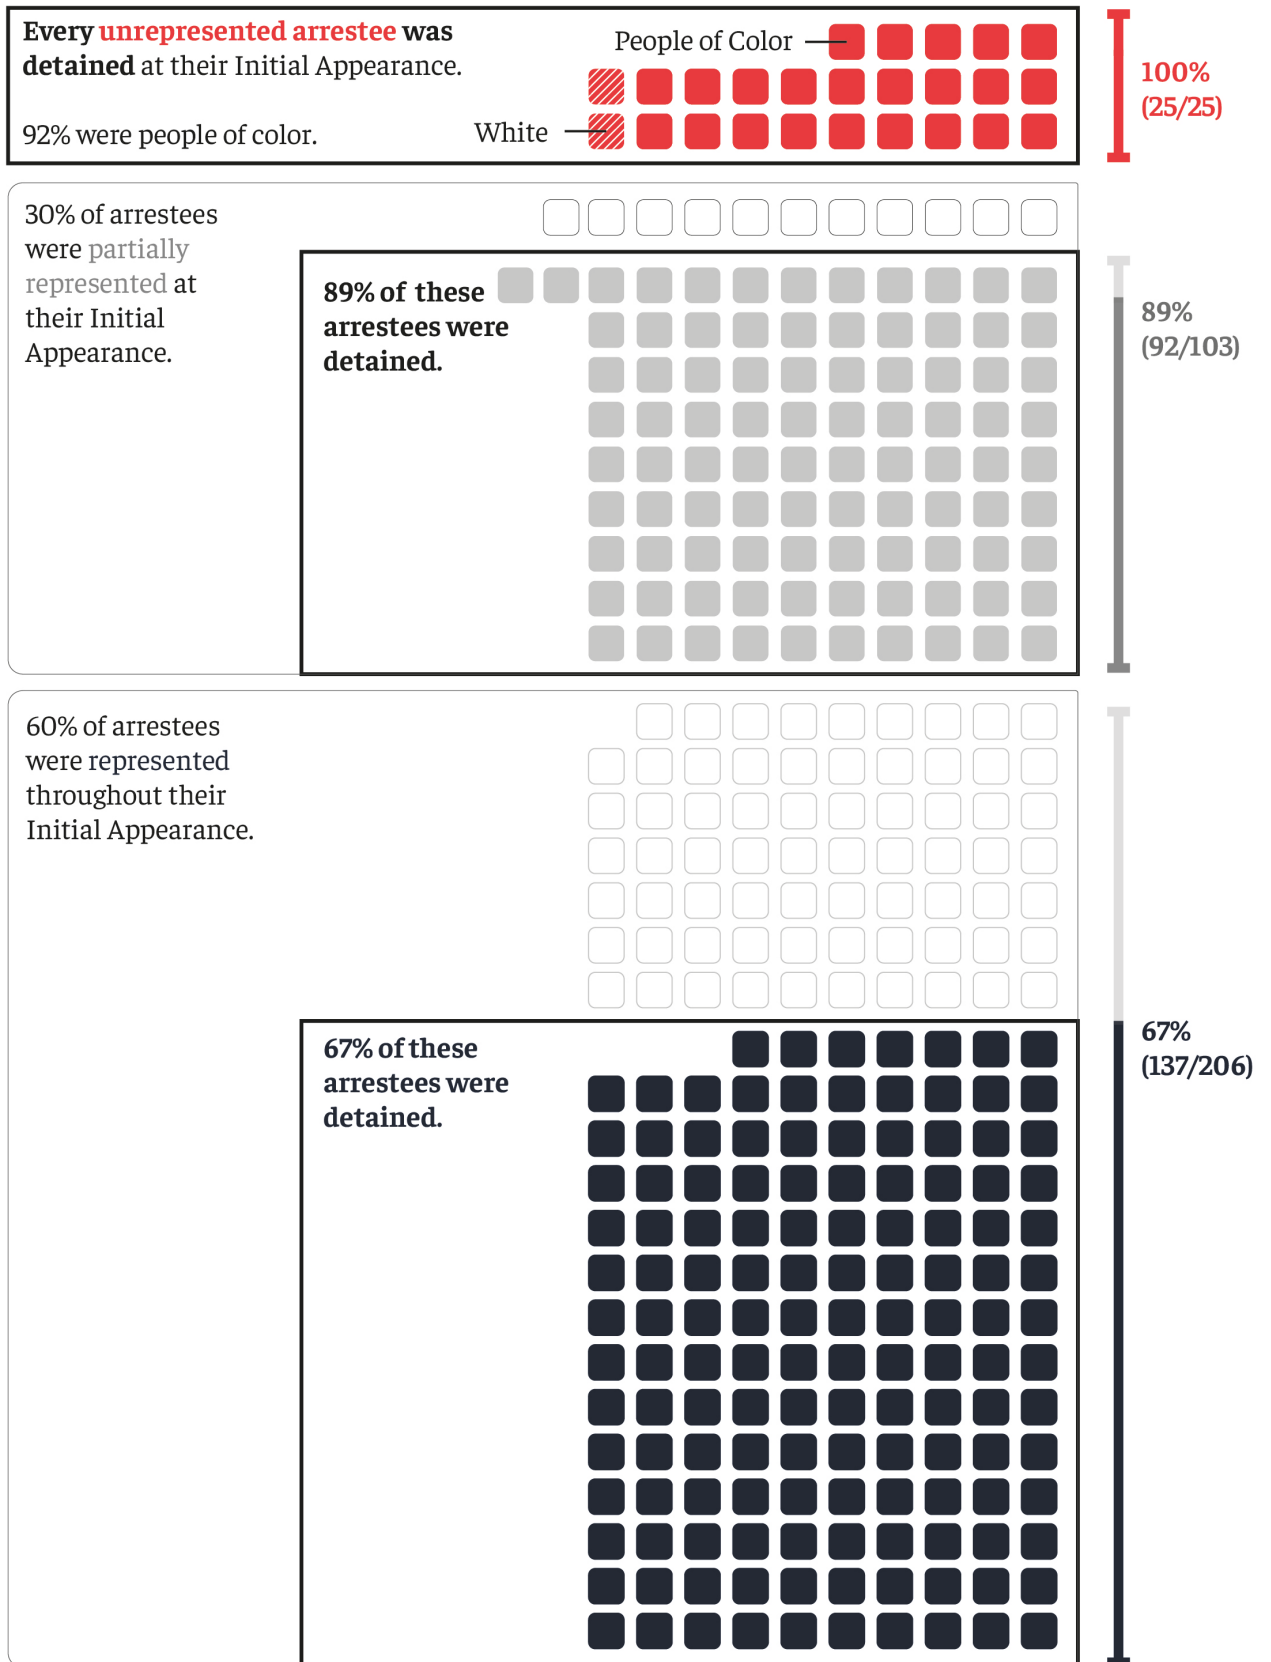 Every unrepresented arrestee was
detained at their Initial Appearance.
92% were people of color.
People of Color
White
100%
(25/25)
30% of arrestees
were partially
represented at
their Initial
Appearance.
89% of these
arrestees were
detained.
89%
(92/103)
60% of arrestees
were represented
throughout their
Initial Appearance.
67% of these
arrestees were
detained.
67%
(137/206)